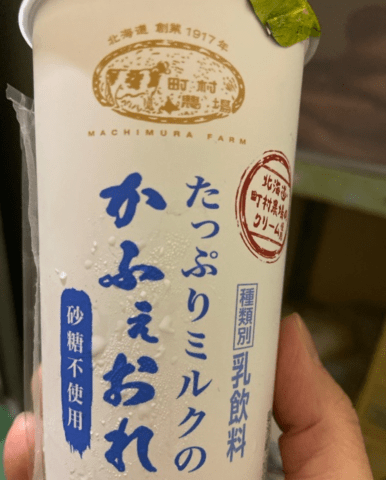 北海道 創業1917年
町村
農場
MACHIMURA FARM
北海道
町村農場の
クリーム使用
たっぷりミルクの
かふぇおれ
砂糖不使用
種類別 乳飲料